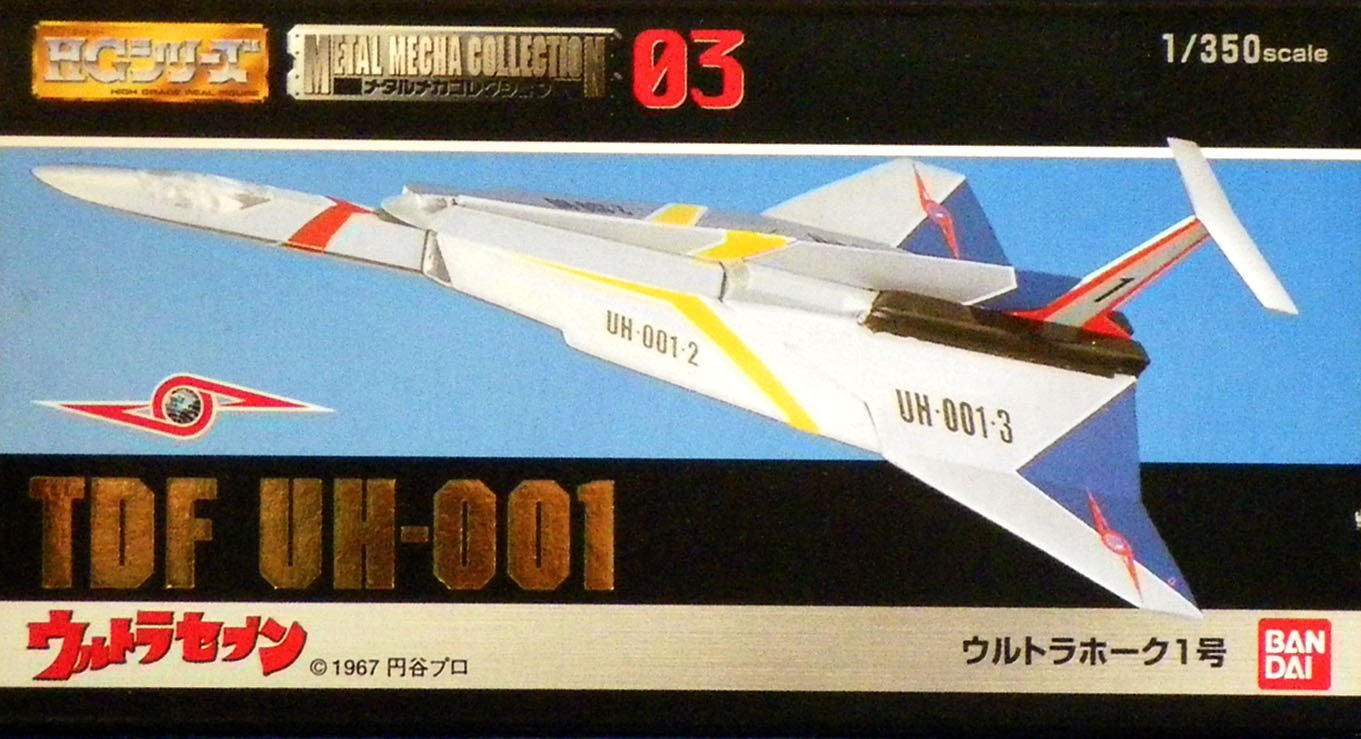 HGシリーズ
HIGH GRADE REAL FIGURE
METAL MECHA COLLECTION
メタルメカコレクション
03
1/350scale
1
UH-001-2
UH-001-3
TDF UH-001
ウルトラセブン
©1967 円谷プロ
ウルトラホーク1号
BAN
DAI